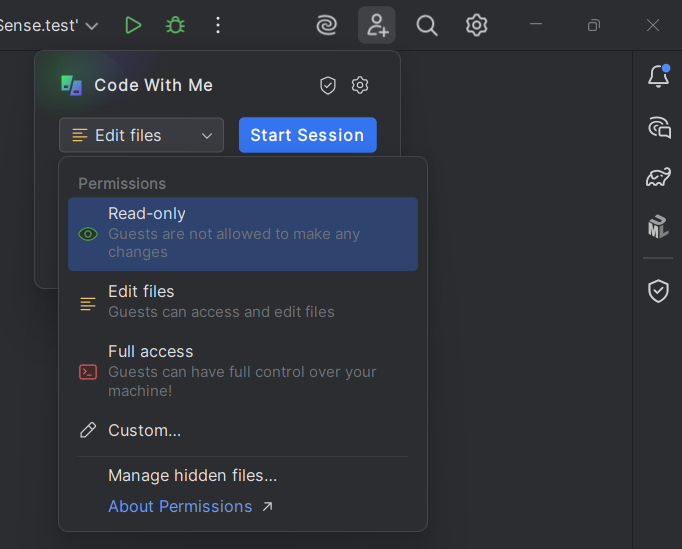 Sense.test'
Code With Me
Edit files
Start Session
Permissions
Read-only
Guests are not allowed to make any
changes
Edit files
Guests can access and edit files
Full access
Guests can have full control over your
machine!
Custom...
Manage hidden files...
About Permissions ↗